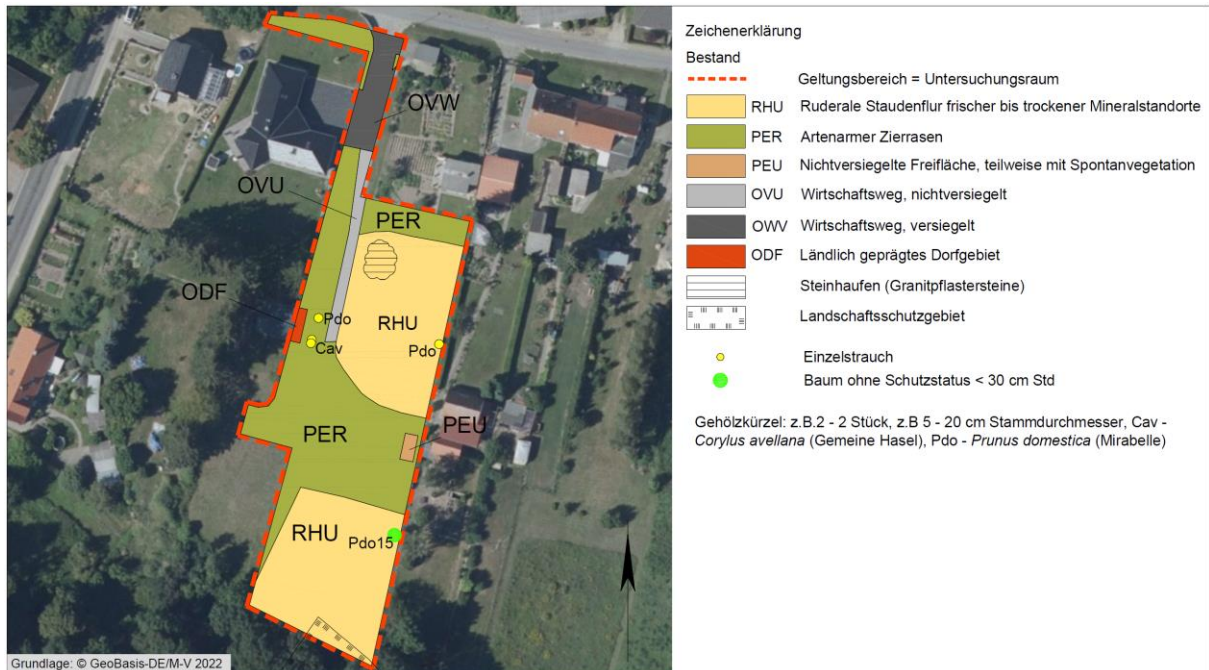 OVW
OVU
PER
ODF
Pdo
RHU
Cav
Pdo
PER
PEU
RHU
Pdo15
Grundlage: © GeoBasis-DE/M-V 2022
Zeichenerklärung
Bestand
Geltungsbereich = Untersuchungsraum
RHU Ruderale Staudenflur frischer bis trockener Mineralstandorte
PER Artenarmer Zierrasen
PEU Nichtversiegelte Freifläche, teilweise mit Spontanvegetation
OVU Wirtschaftsweg, nichtversiegelt
OWV Wirtschaftsweg, versiegelt
ODF Ländlich geprägtes Dorfgebiet
Steinhaufen (Granitpflastersteine)
Landschaftsschutzgebiet
Einzelstrauch
Baum ohne Schutzstatus < 30 cm Std
Gehölzkürzel: z.B.2 - 2 Stück, z.B 5 - 20 cm Stammdurchmesser, Cav -
Corylus avellana (Gemeine Hasel), Pdo - Prunus domestica (Mirabelle)